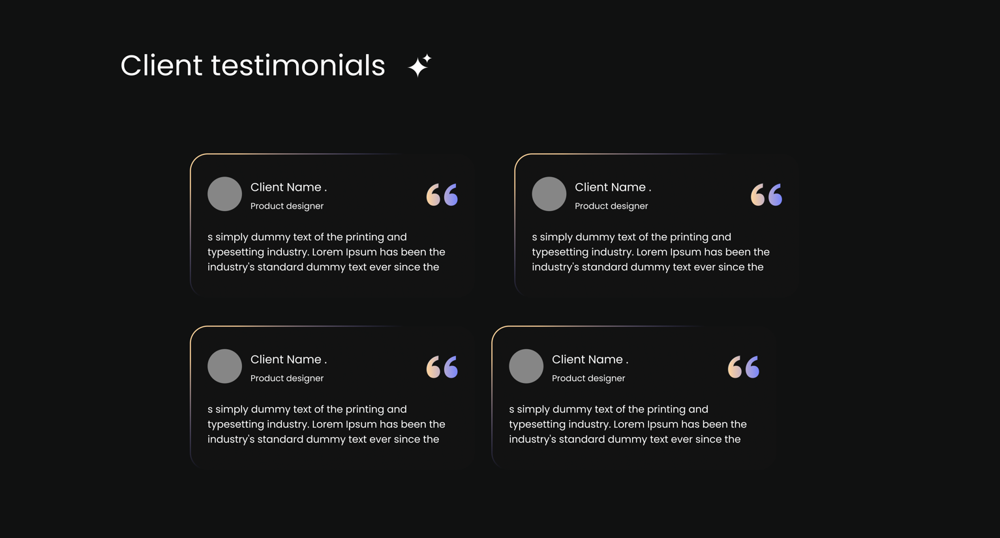 Client testimonials
Client Name .
Product designer
s simply dummy text of the printing and
typesetting industry. Lorem Ipsum has been the
industry's standard dummy text ever since the
Client Name .
Product designer
s simply dummy text of the printing and
typesetting industry. Lorem Ipsum has been the
industry's standard dummy text ever since the
Client Name .
Product designer
s simply dummy text of the printing and
typesetting industry. Lorem Ipsum has been the
industry's standard dummy text ever since the
Client Name .
Product designer
s simply dummy text of the printing and
typesetting industry. Lorem Ipsum has been the
industry's standard dummy text ever since the